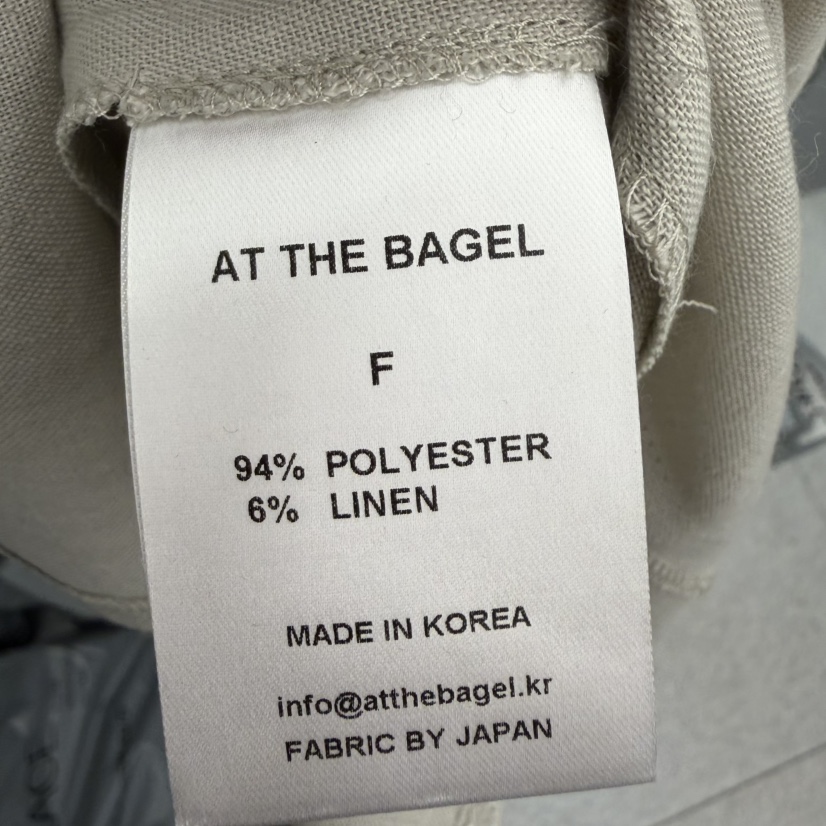 AT THE BAGEL
F
94% POLYESTER
6% LINEN
MADE IN KOREA
info@atthebagel.kr
FABRIC BY JAPAN